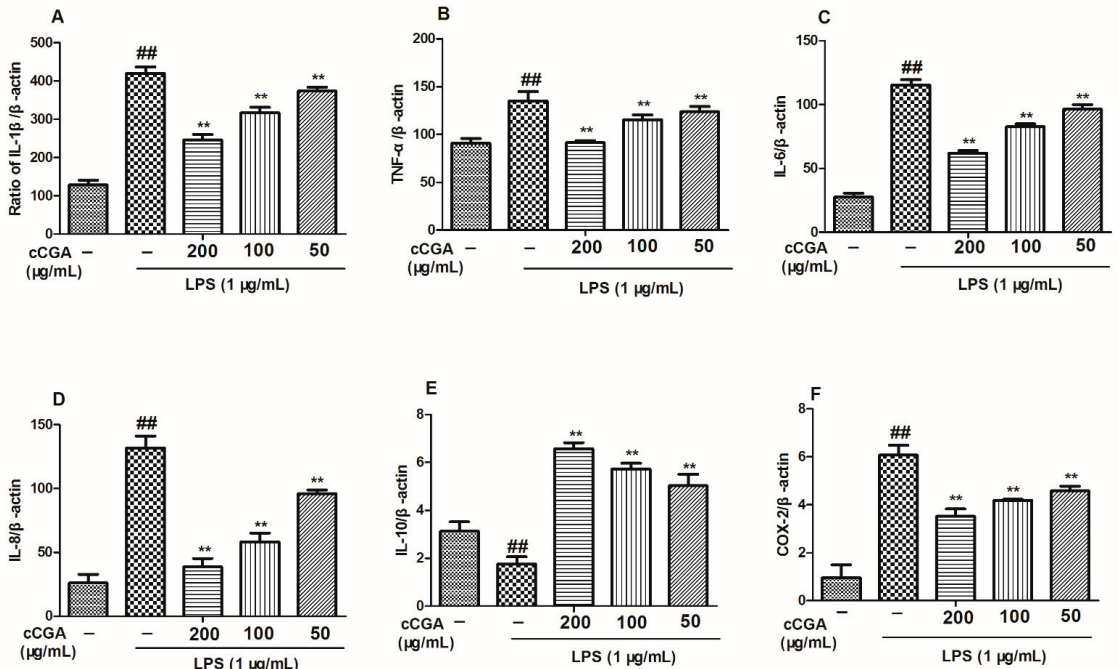 A
Ratio of IL-1β /β -actin
500
400
300
200
100
0
##
**
**
**
cCGA
(µg/mL)
– – 200 100 50
LPS (1 µg/mL)
B
TNF-α /β -actin
200
150
100
50
0
##
**
**
**
cCGA
(µg/mL)
– – 200 100 50
LPS (1 µg/mL)
C
IL-6/β -actin
150
100
50
0
##
**
**
**
cCGA
(µg/mL)
– – 200 100 50
LPS (1 µg/mL)
D
IL-8/β -actin
150
100
50
0
##
**
**
**
cCGA
(µg/mL)
– – 200 100 50
LPS (1 µg/mL)
E
IL-10/β -actin
8
6
4
2
0
##
**
**
**
cCGA
(µg/mL)
– – 200 100 50
LPS (1 µg/mL)
F
COX-2/β -actin
8
6
4
2
0
##
**
**
**
cCGA
(µg/mL)
– – 200 100 50
LPS (1 µg/mL)